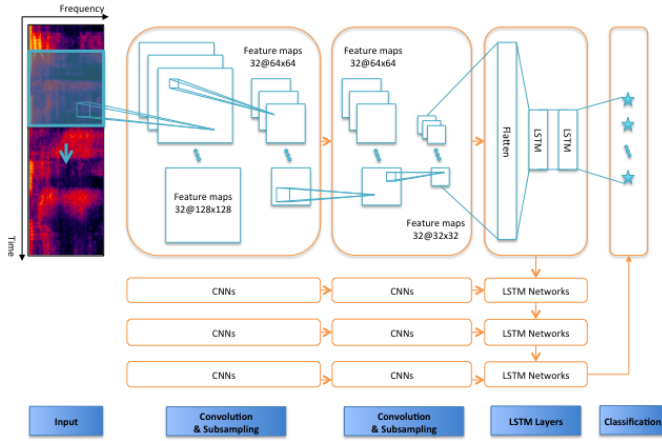 Frequency
Time
Feature maps
32@64x64
Feature maps
32@128x128
Feature maps
32@64x64
Feature maps
32@32x32
Flatten
LSTM
LSTM
CNNs
CNNs
LSTM Networks
CNNs
CNNs
LSTM Networks
CNNs
CNNs
LSTM Networks
Input
Convolution
& Subsampling
Convolution
& Subsampling
LSTM Layers
Classification